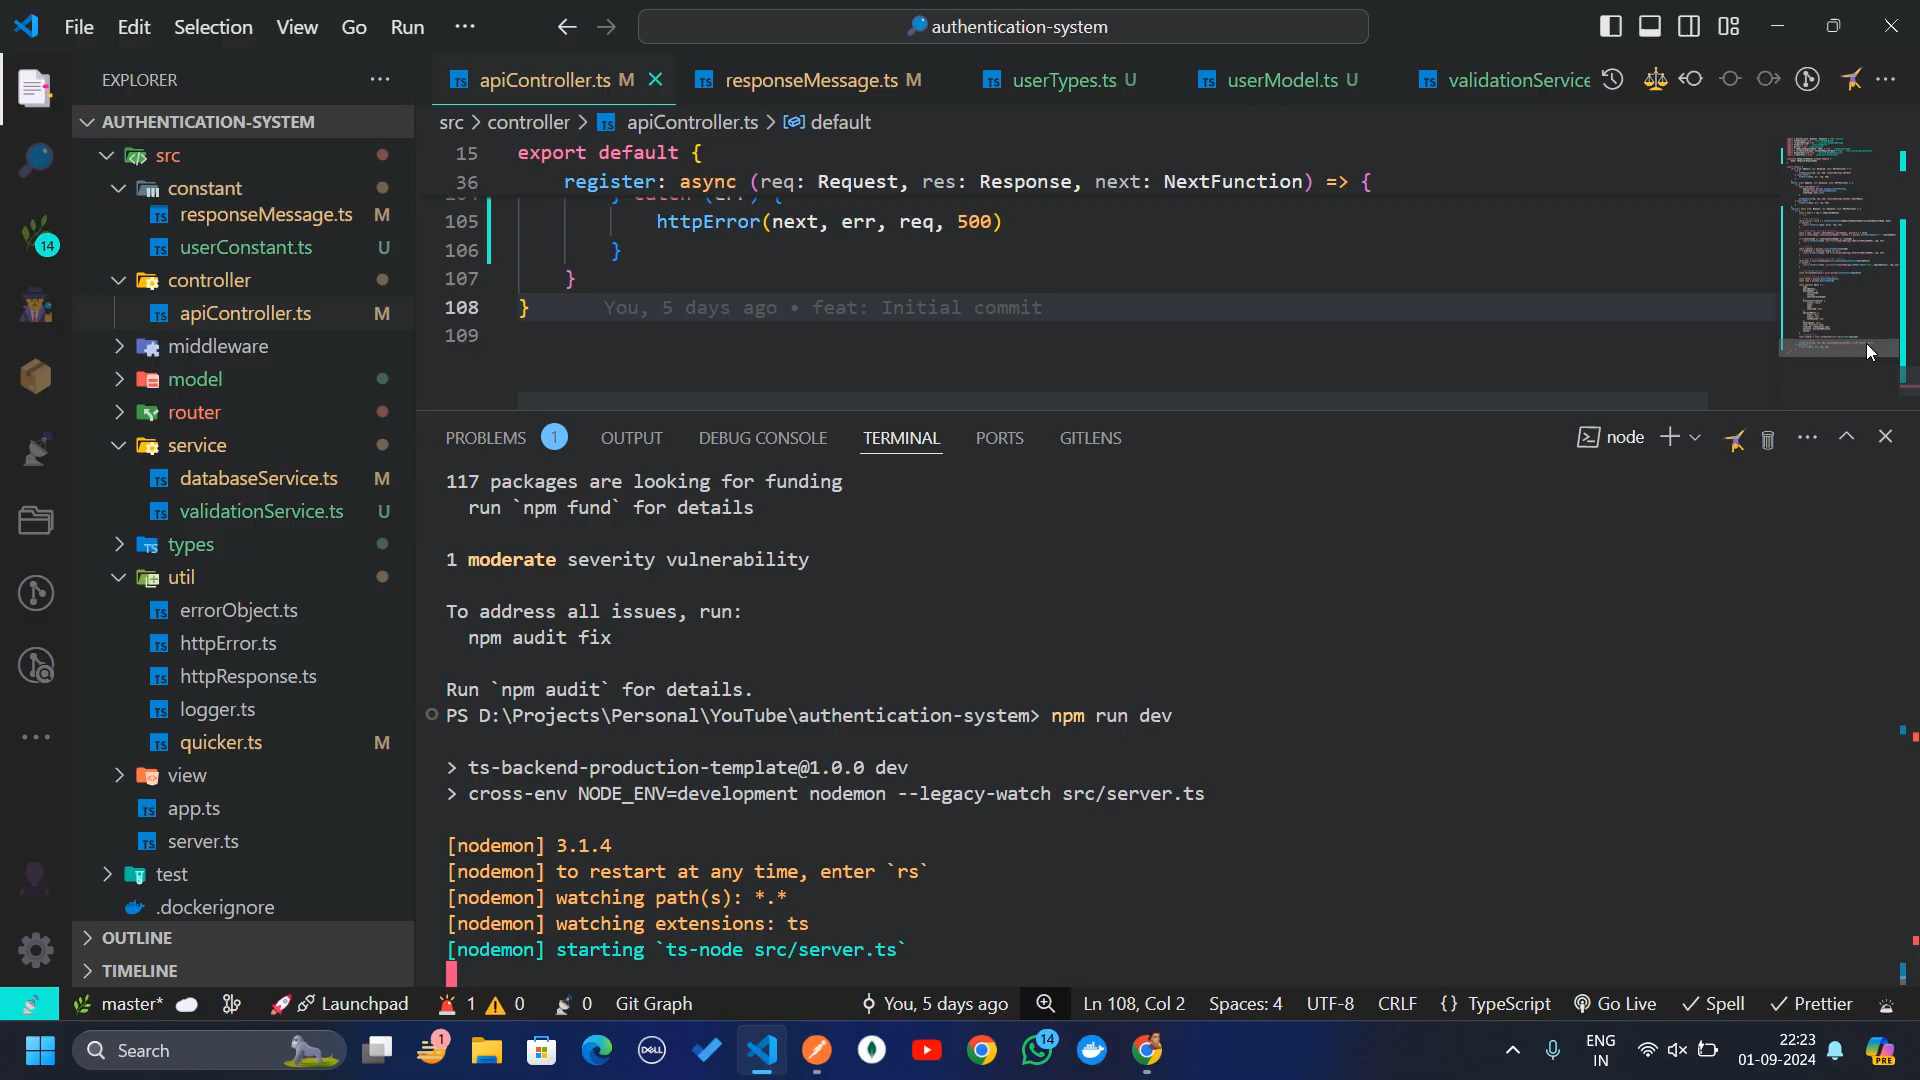 File Edit Selection View Go Run ···
authentication-system
EXPLORER ···
apiController.ts M
responseMessage.ts M
userTypes.ts U
userModel.ts U
validationService
AUTHENTICATION-SYSTEM
src > controller > apiController.ts > default
src
constant
responseMessage.ts M
userConstant.ts U
controller
apiController.ts M
middleware
model
router
service
databaseService.ts M
validationService.ts U
types
util
errorObject.ts
httpError.ts
httpResponse.ts
logger.ts
quicker.ts M
view
app.ts
server.ts
test
.dockerignore
OUTLINE
TIMELINE
14
15 export default {
36 register: async (req: Request, res: Response, next: NextFunction) => {
105 httpError(next, err, req, 500)
106 }
107 }
108 } You, 5 days ago • feat: Initial commit
109
PROBLEMS 1 OUTPUT DEBUG CONSOLE TERMINAL PORTS GITLENS
node
117 packages are looking for funding
run `npm fund` for details
1 moderate severity vulnerability
To address all issues, run:
npm audit fix
Run `npm audit` for details.
PS D:\Projects\Personal\YouTube\authentication-system> npm run dev
> ts-backend-production-template@1.0.0 dev
> cross-env NODE_ENV=development nodemon --legacy-watch src/server.ts
[nodemon] 3.1.4
[nodemon] to restart at any time, enter `rs`
[nodemon] watching path(s): *.*
[nodemon] watching extensions: ts
[nodemon] starting `ts-node src/server.ts`
master* Launchpad 1 0 0 Git Graph You, 5 days ago Ln 108, Col 2 Spaces: 4 UTF-8 CRLF {} TypeScript Go Live Spell Prettier
Search
1
DELL
14
ENG
IN
22:23
01-09-2024
PRE